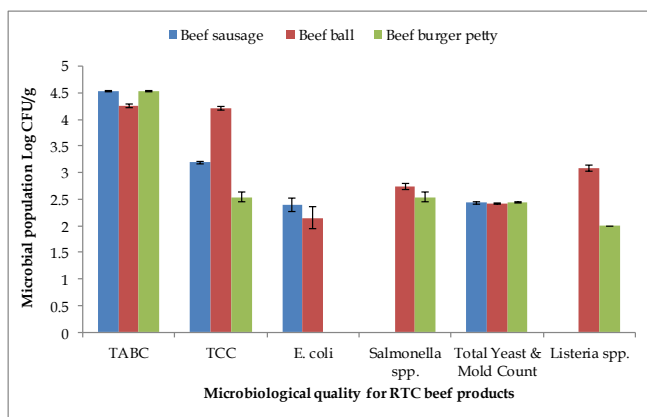 Beef sausage Beef ball Beef burger petty
Microbial population Log CFU/g
5
4.5
4
3.5
3
2.5
2
1.5
1
0.5
0
TABC TCC E. coli Salmonella spp. Total Yeast & Mold Count Listeria spp.
Microbiological quality for RTC beef products